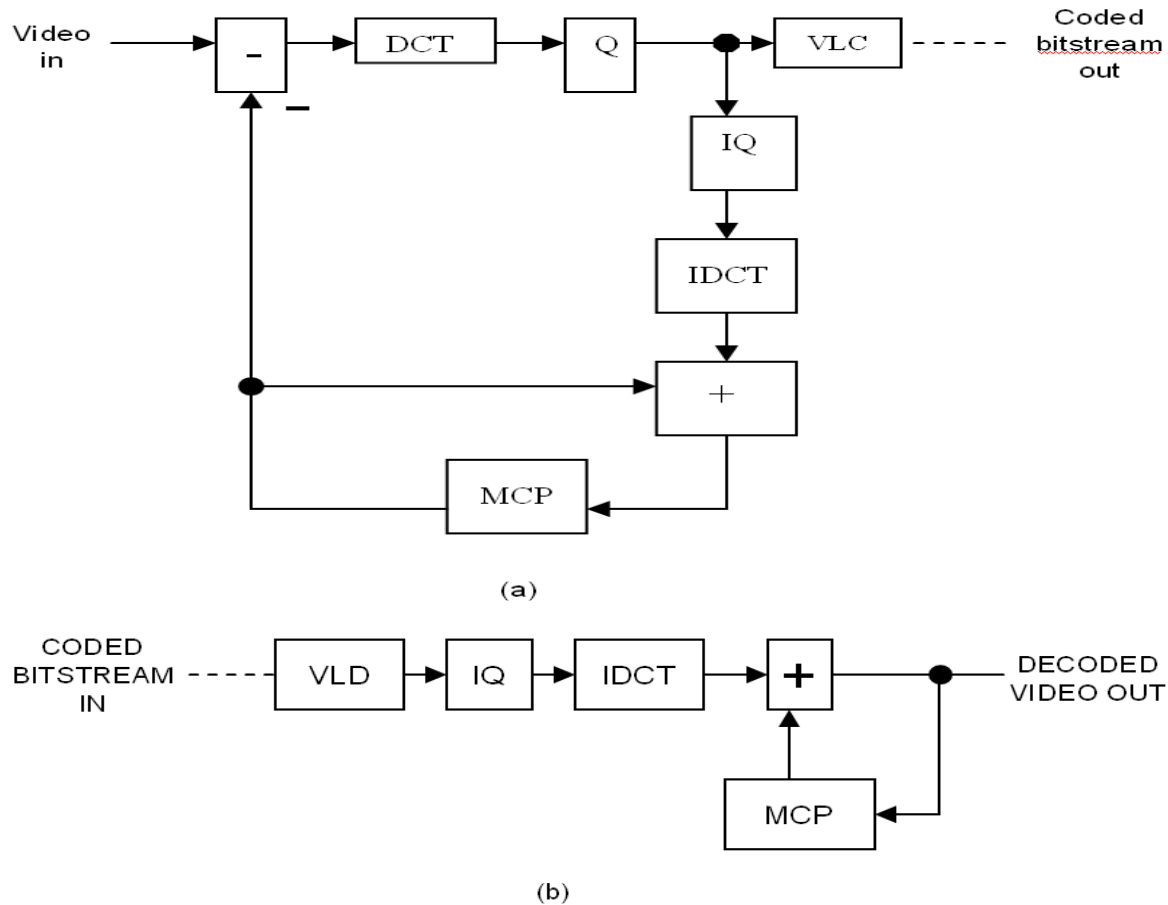 Video
in
-
DCT
Q
VLC
Coded
bitstream
out
–
IQ
IDCT
+
MCP
(a)
CODED
BITSTREAM
IN
VLD
IQ
IDCT
+
DECODED
VIDEO OUT
MCP
(b)